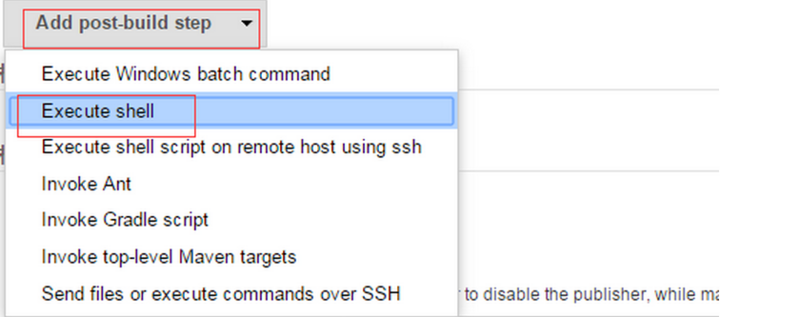 Add post-build step
Execute Windows batch command
Execute shell
Execute shell script on remote host using ssh
Invoke Ant
Invoke Gradle script
Invoke top-level Maven targets
Send files or execute commands over SSH
to disable the publisher, while ma